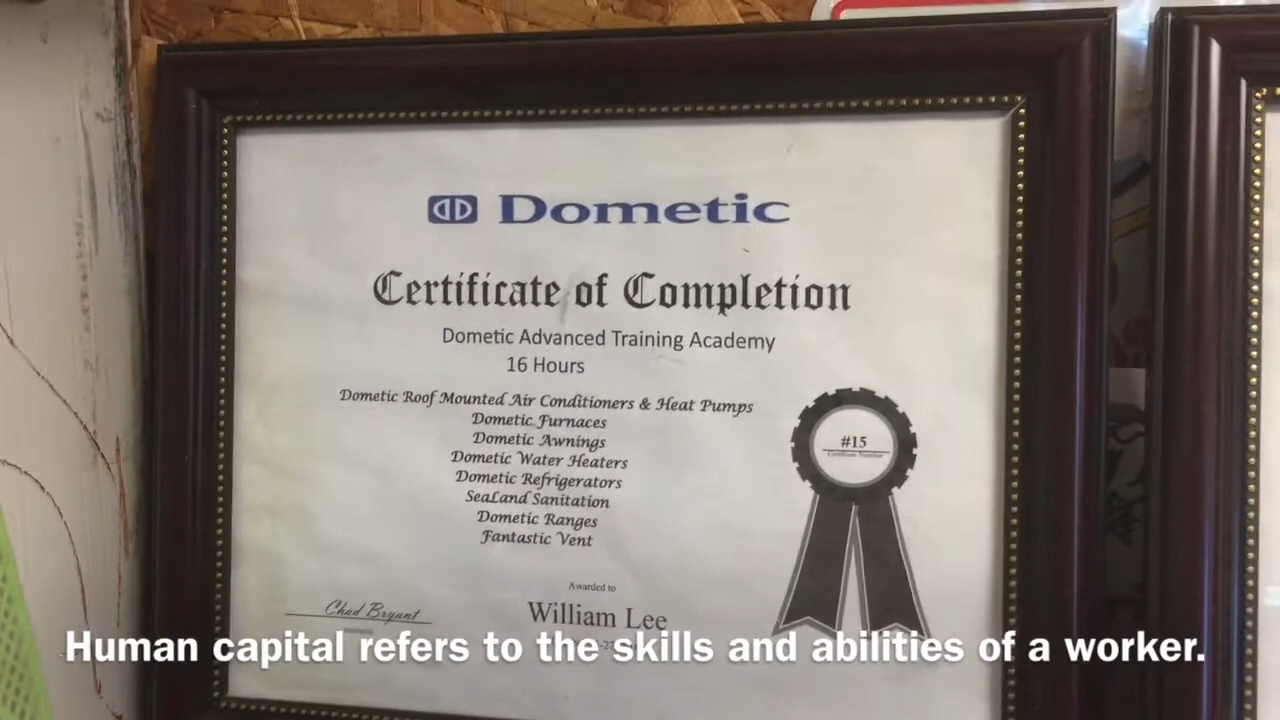 Dometic
Certificate of Completion
Dometic Advanced Training Academy
16 Hours
Dometic Roof Mounted Air Conditioners & Heat Pumps
Dometic Furnaces
Dometic Awnings
Dometic Water Heaters
Dometic Refrigerators
SeaLand Sanitation
Dometic Ranges
Fantastic Vent
#15
Certificate Number
Awarded to
Chad Bryant
William Lee
Human capital refers to the skills and abilities of a worker.